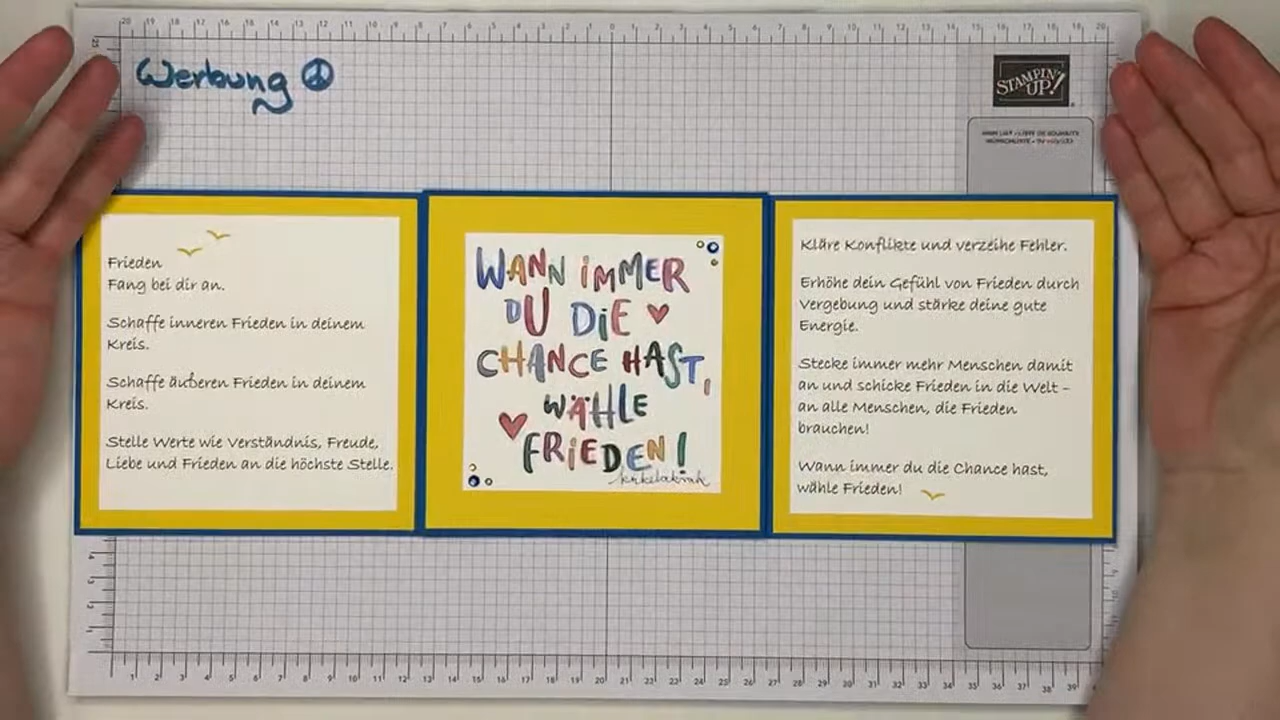 Werbung
STAMPIN' UP!
Frieden
Fang bei dir an.
Schaffe inneren Frieden in deinem
Kreis.
Schaffe äußeren Frieden in deinem
Kreis.
Stelle Werte wie Verständnis, Freude,
Liebe und Frieden an die höchste Stelle.
WANN IMMER
DU DIE
CHANCE HAST,
WÄHLE
FRIEDEN!
Kläre Konflikte und verzeihe Fehler.
Erhöhe dein Gefühl von Frieden durch
Vergebung und stärke deine gute
Energie.
Stecke immer mehr Menschen damit
an und schicke Frieden in die Welt –
an alle Menschen, die Frieden
brauchen!
Wann immer du die Chance hast,
wähle Frieden!